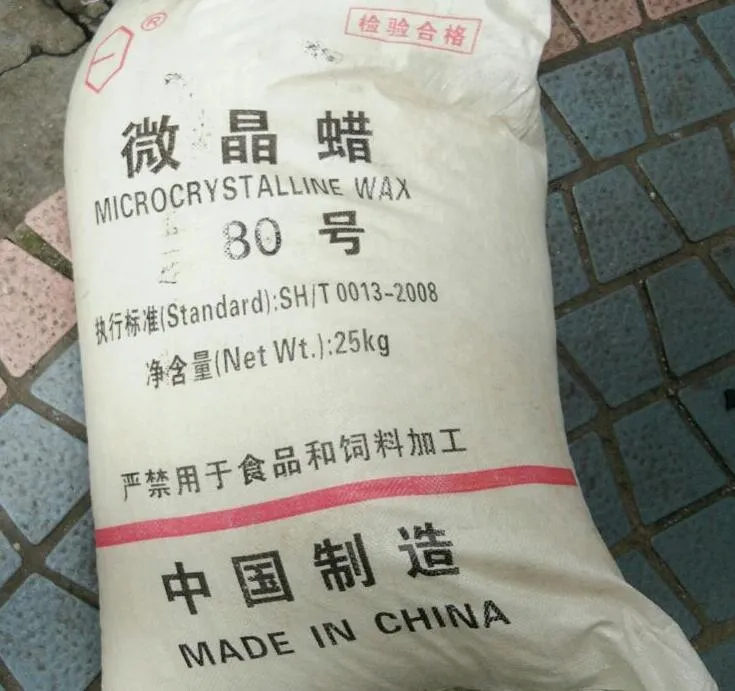 ®
检验合格
微晶蜡
MICROCRYSTALLINE WAX
80号
执行标准(Standard):SH/T 0013-2008
净含量(Net Wt.):25kg
严禁用于食品和饲料加工
中国制造
MADE IN CHINA